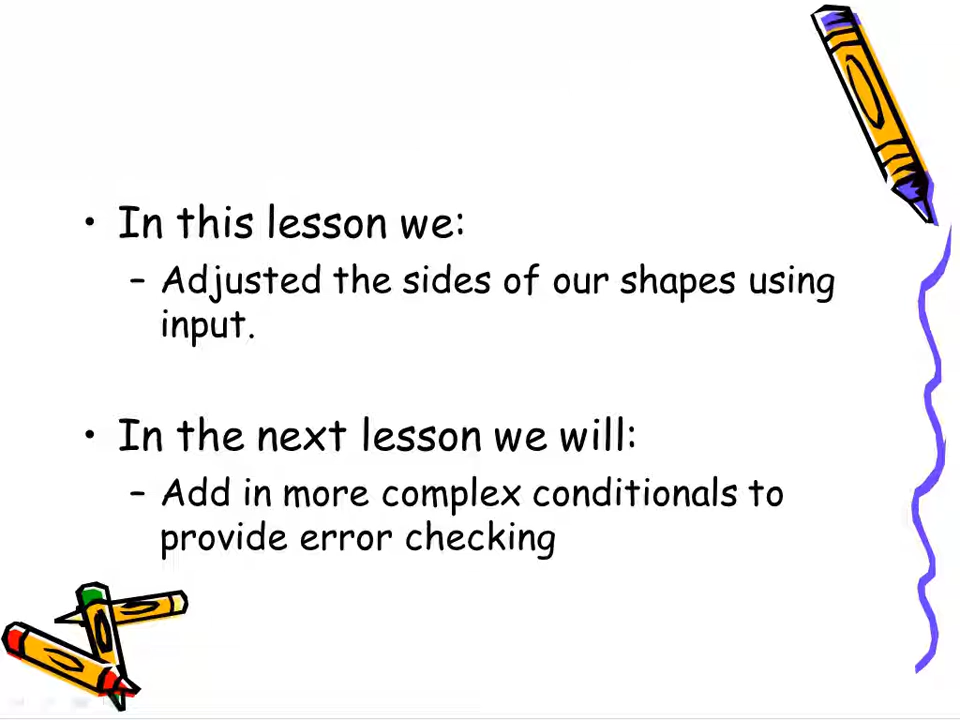 • In this lesson we:
– Adjusted the sides of our shapes using
input.
• In the next lesson we will:
– Add in more complex conditionals to
provide error checking